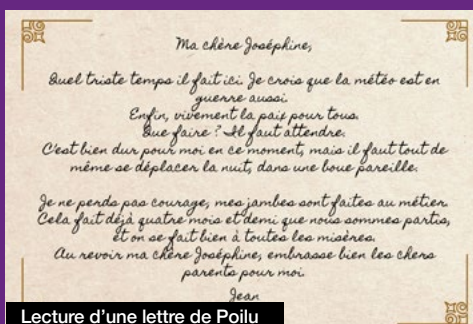 Ma chère Joséphine,
Quel triste temps il fait ici. Je crois que la météo est en
guerre aussi.
Enfin, vivement la paix pour tous.
Que faire ? Il faut attendre.
C'est bien dur pour moi en ce moment, mais il faut tout de
même se déplacer la nuit, dans une boue pareille.
Je ne perds pas courage, mes jambes sont faites au métier.
Cela fait déjà quatre mois et demi que nous sommes partis,
et on se fait bien à toutes les misères.
Au revoir ma chère Joséphine, embrasse bien les chers
parents pour moi.
Jean
Lecture d'une lettre de Poilu